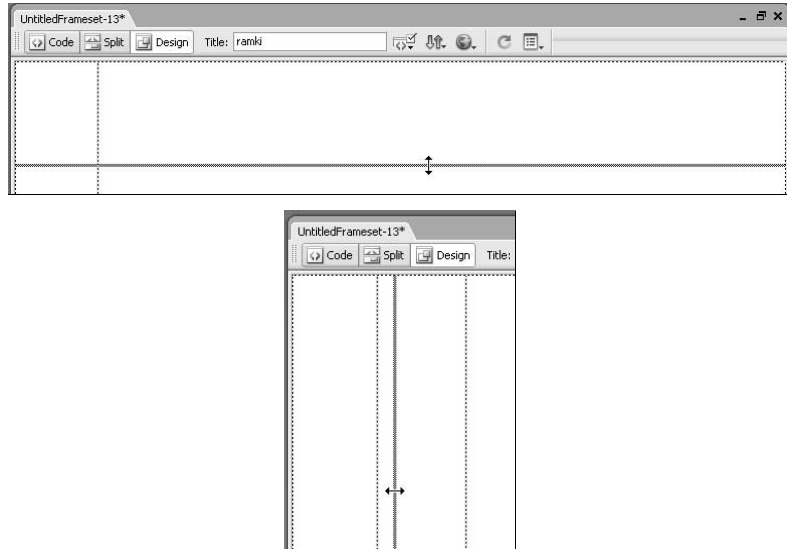 UntitledFrameset-13*
Code Split Design Title: ramki
UntitledFrameset-13*
Code Split Design Title: